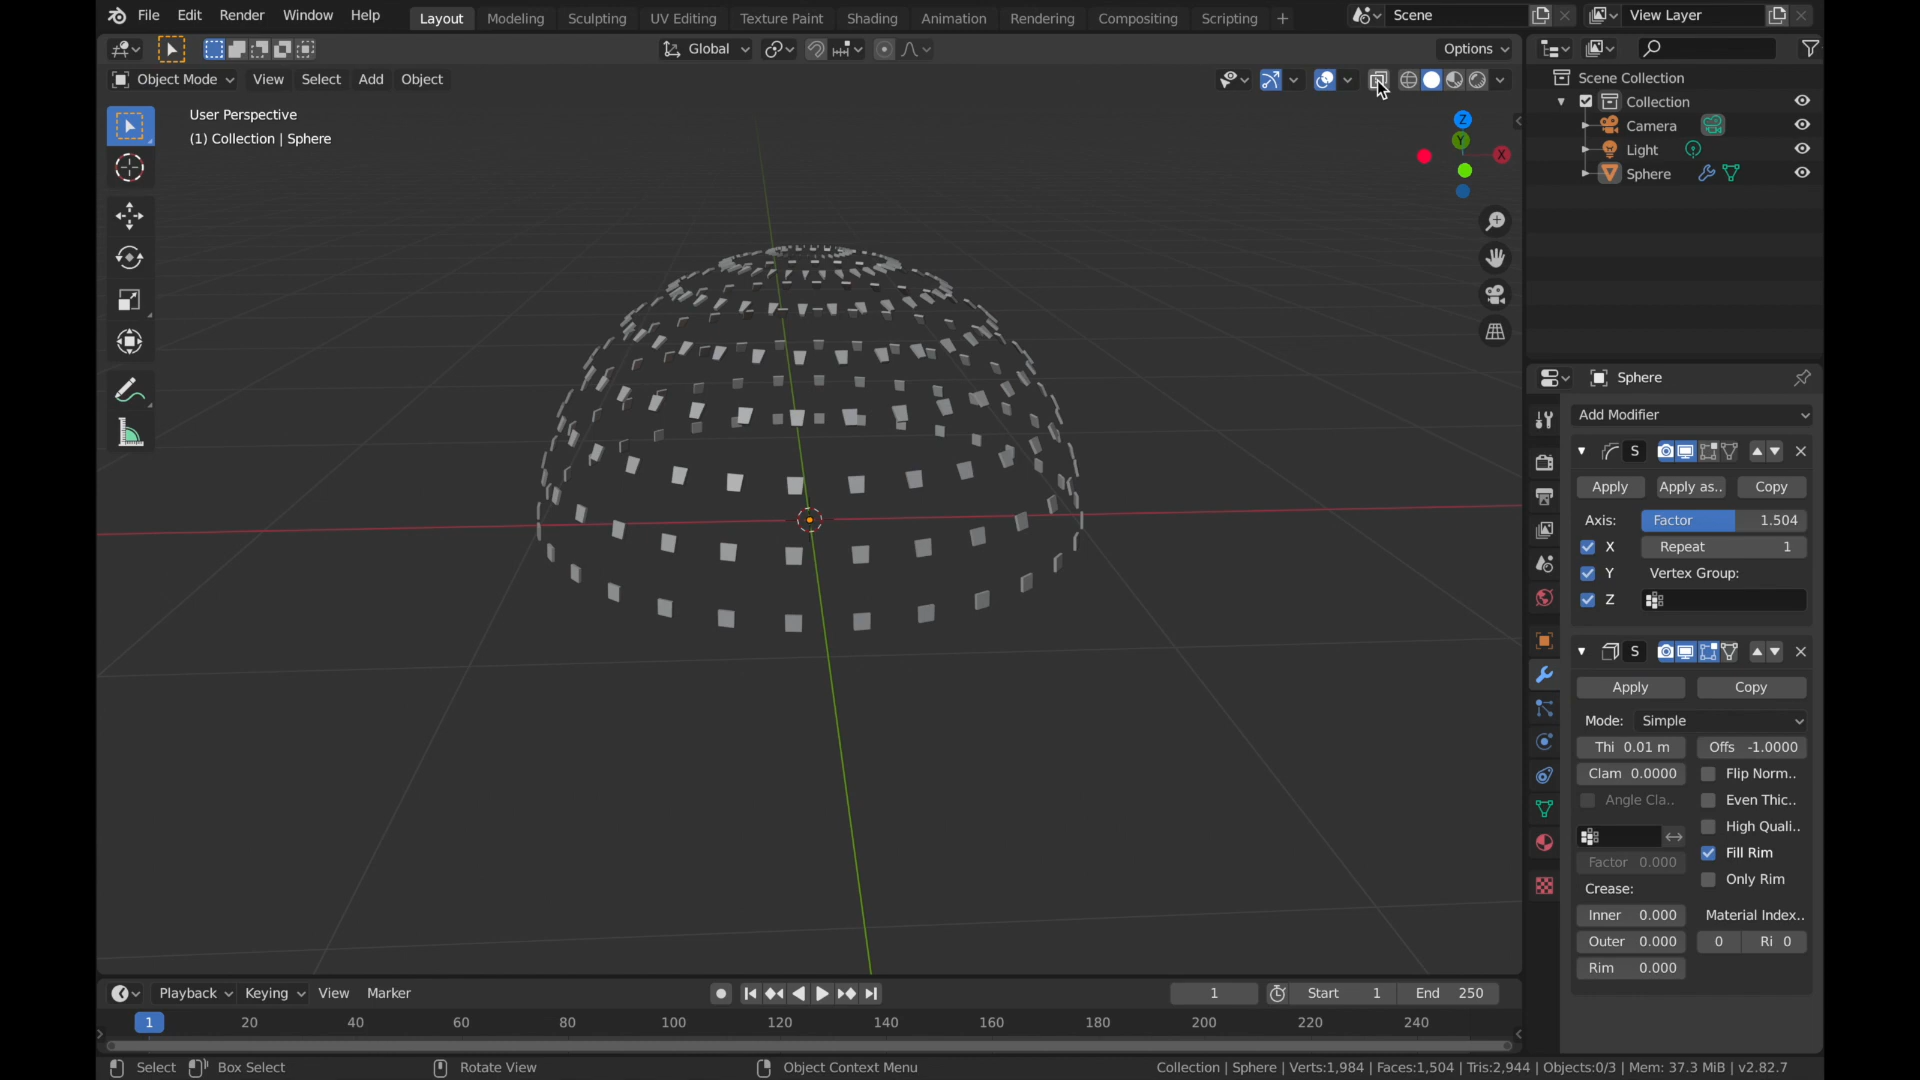 File Edit Render Window Help Layout Modeling Sculpting UV Editing Texture Paint Shading Animation Rendering Compositing Scripting + Scene View Layer
Global Options
Object Mode View Select Add Object
User Perspective
(1) Collection | Sphere
Z
Y
X
Scene Collection
Collection
Camera
Light
Sphere
Sphere
Add Modifier
S
Apply Apply as.. Copy
Axis: Factor 1.504
X Repeat 1
Y Vertex Group:
Z
S
Apply Copy
Mode: Simple
Thi 0.01 m Offs -1.0000
Clam 0.0000 Flip Norm..
Angle Cla.. Even Thic..
High Quali..
Factor 0.000 Fill Rim
Crease: Only Rim
Inner 0.000 Material Index..
Outer 0.000 0 Ri 0
Rim 0.000
Playback Keying View Marker 1 Start 1 End 250
1 20 40 60 80 100 120 140 160 180 200 220 240
Select Box Select Rotate View Object Context Menu Collection | Sphere | Verts:1,984 | Faces:1,504 | Tris:2,944 | Objects:0/3 | Mem: 37.3 MiB | v2.82.7